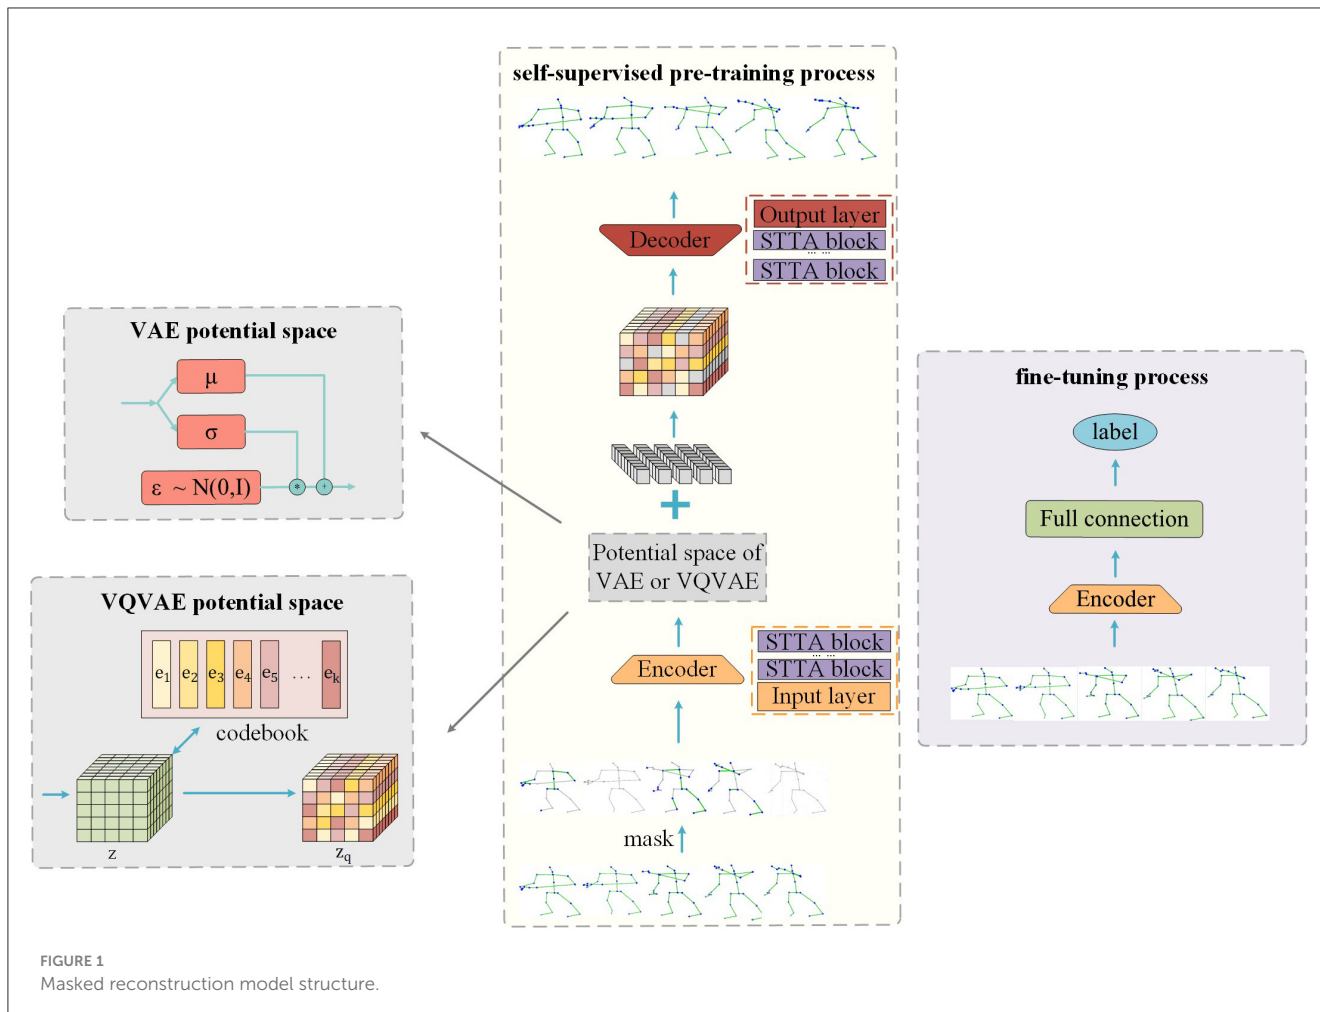 self-supervised pre-training process
Output layer
STTA block
... ...
STTA block
Decoder
Potential space of
VAE or VQVAE
STTA block
... ...
STTA block
Input layer
Encoder
mask
VAE potential space
μ
σ
ε ~ N(0,I)
*
+
VQVAE potential space
e1 e2 e3 e4 e5 ... ek
codebook
z
zq
fine-tuning process
label
Full connection
Encoder
FIGURE 1
Masked reconstruction model structure.